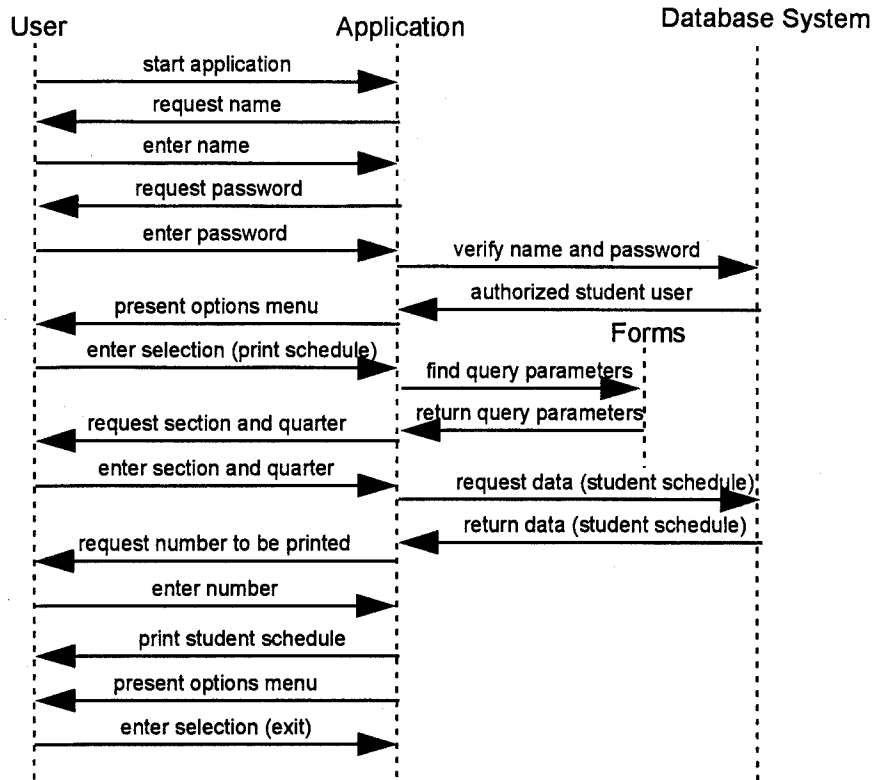 User
Application
Database System
start application
request name
enter name
request password
enter password
verify name and password
authorized student user
present options menu
Forms
enter selection (print schedule)
find query parameters
return query parameters
request section and quarter
enter section and quarter
request data (student schedule)
return data (student schedule)
request number to be printed
enter number
print student schedule
present options menu
enter selection (exit)